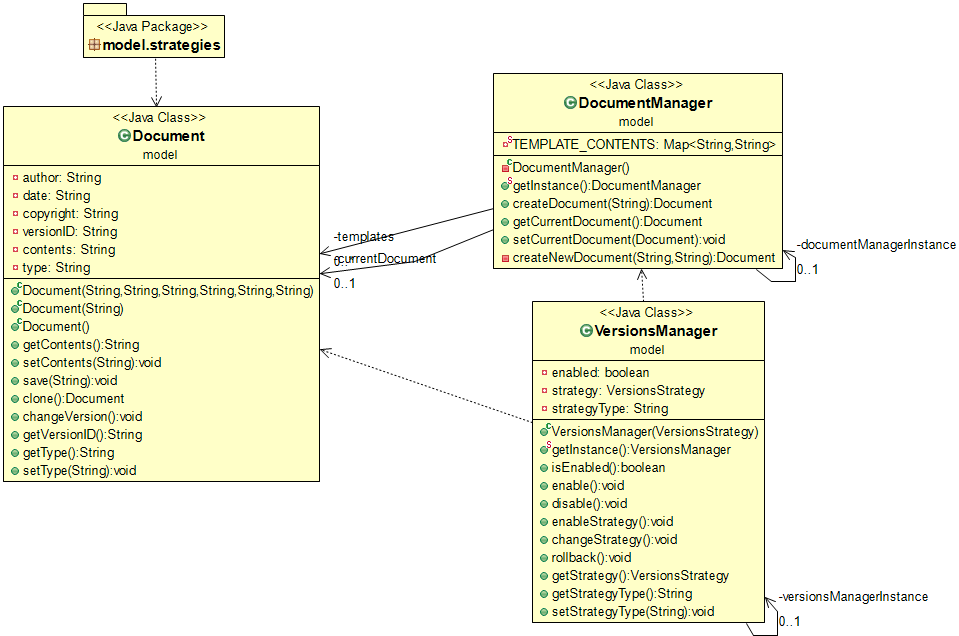 <<Java Package>>
model.strategies
<<Java Class>>
Document
model
author: String
date: String
copyright: String
versionID: String
contents: String
type: String
Document(String,String,String,String,String,String)
Document(String)
Document()
getContents():String
setContents(String):void
save(String):void
clone():Document
changeVersion():void
getVersionID():String
getType():String
setType(String):void
-templates
0..*
-currentDocument
0..1
<<Java Class>>
DocumentManager
model
TEMPLATE_CONTENTS: Map<String,String>
DocumentManager()
getInstance():DocumentManager
createDocument(String):Document
getCurrentDocument():Document
setCurrentDocument(Document):void
createNewDocument(String,String):Document
-documentManagerInstance
0..1
<<Java Class>>
VersionsManager
model
enabled: boolean
strategy: VersionsStrategy
strategyType: String
VersionsManager(VersionsStrategy)
getInstance():VersionsManager
isEnabled():boolean
enable():void
disable():void
enableStrategy():void
changeStrategy():void
rollback():void
getStrategy():VersionsStrategy
getStrategyType():String
setStrategyType(String):void
-versionsManagerInstance
0..1